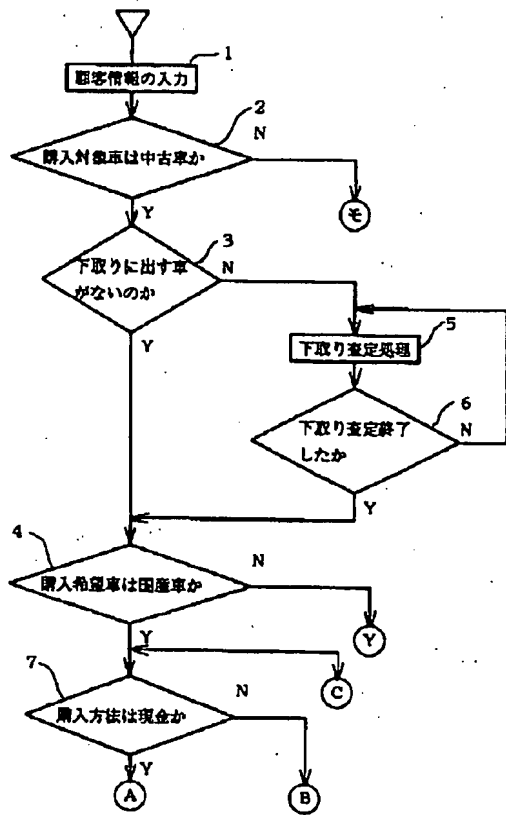 1
顧客情報の入力
2
購入対象車は中古車か
N
Y
モ
3
下取りに出す車
がないのか
N
Y
5
下取り査定処理
6
下取り査定終了
したか
N
Y
4
購入希望車は国産車か
N
Y
Y
C
7
購入方法は現金か
N
Y
A
B